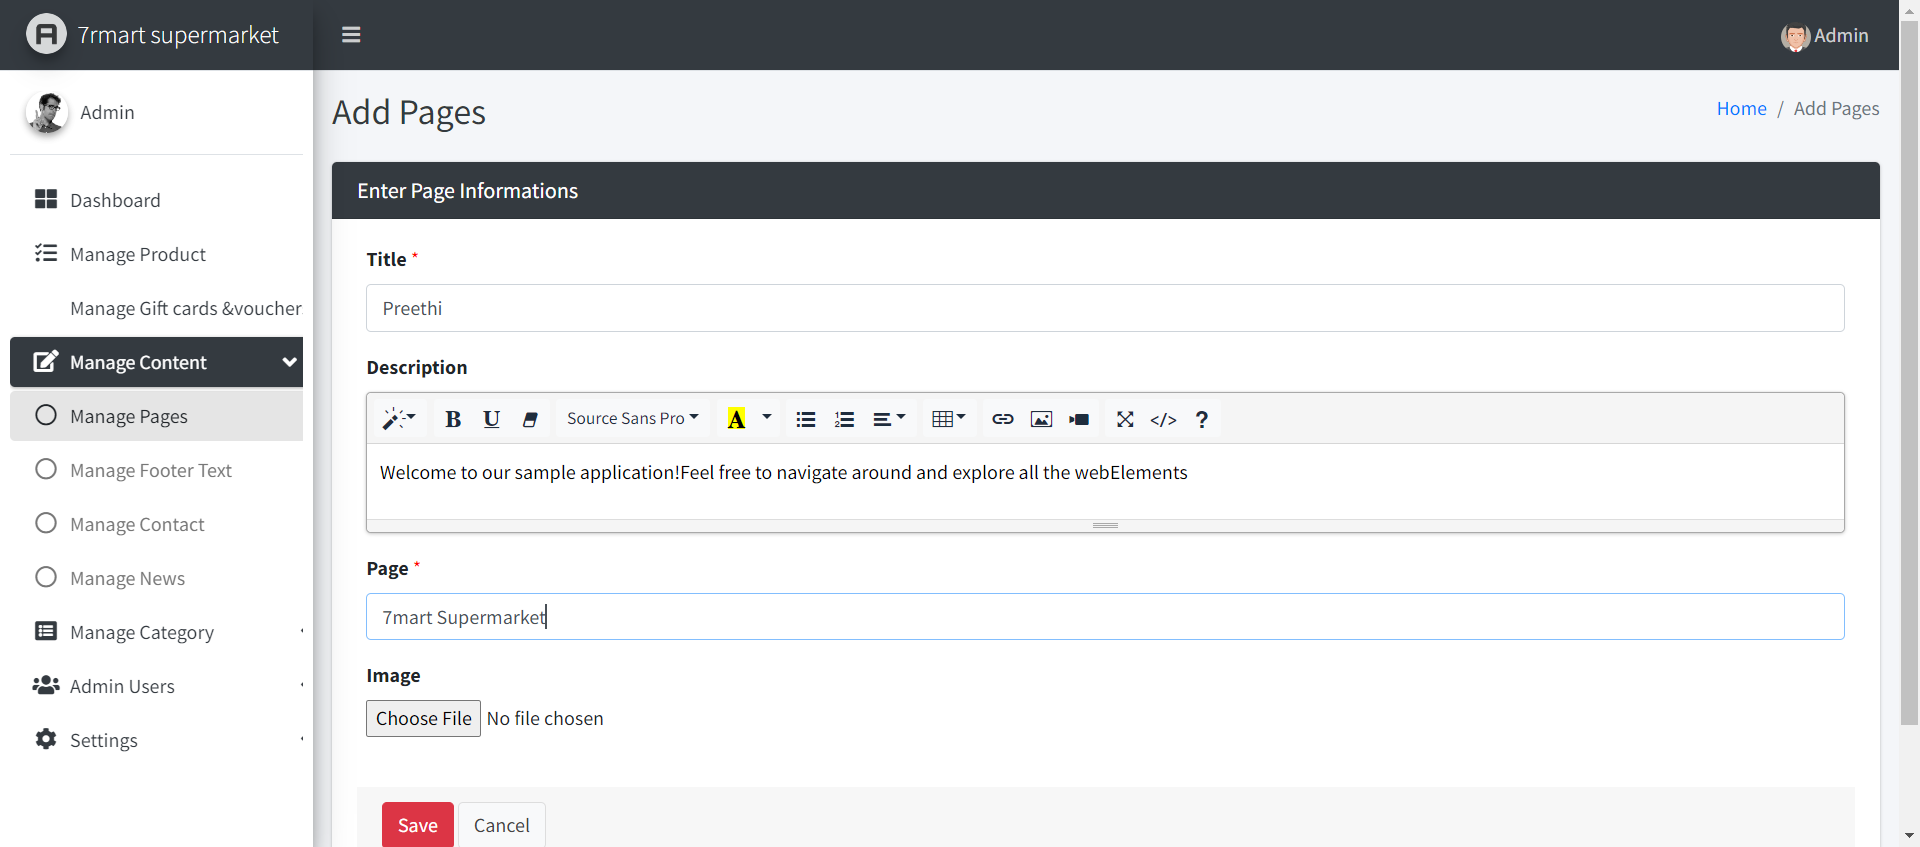 7rmart supermarket
Admin
Admin
Dashboard
Manage Product
Manage Gift cards &voucher
Manage Content
Manage Pages
Manage Footer Text
Manage Contact
Manage News
Manage Category
Admin Users
Settings
Add Pages
Home / Add Pages
Enter Page Informations
Title *
Preethi
Description
B U Source Sans Pro A </> ?
Welcome to our sample application!Feel free to navigate around and explore all the webElements
Page *
7mart Supermarket
Image
Choose File No file chosen
Save Cancel